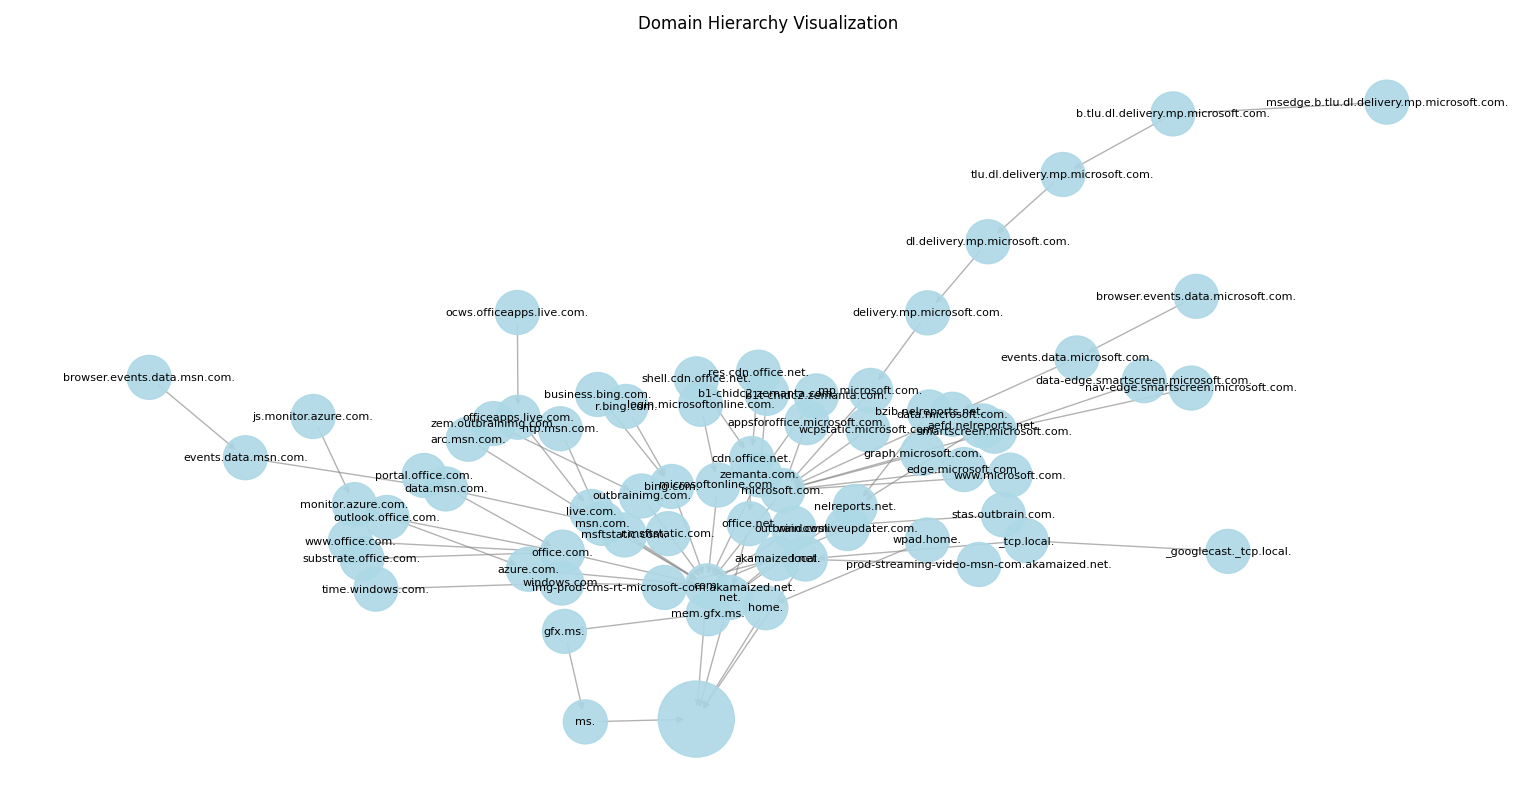 Domain Hierarchy Visualization
msedge.b.tlu.dl.delivery.mp.microsoft.com.
b.tlu.dl.delivery.mp.microsoft.com.
tlu.dl.delivery.mp.microsoft.com.
dl.delivery.mp.microsoft.com.
browser.events.data.microsoft.com.
ocws.officeapps.live.com.
delivery.mp.microsoft.com.
events.data.microsoft.com.
res.cdn.office.net.
browser.events.data.msn.com.
shell.cdn.office.net.
data-edge.smartscreen.microsoft.com.
nav-edge.smartscreen.microsoft.com.
mp.microsoft.com.
business.bing.com.
b1-chidc2.zemanta.com.
login.microsoftonline.com.
r.bing.com.
bzib.nelreports.net.
data.microsoft.com.
js.monitor.azure.com.
officeapps.live.com.
zem.outbrainimg.com.
appsforoffice.microsoft.com.
aefd.nelreports.net.
ntp.msn.com.
wcpstatic.microsoft.com.
smartscreen.microsoft.com.
arc.msn.com.
graph.microsoft.com.
events.data.msn.com.
cdn.office.net.
edge.microsoft.com.
zemanta.com.
www.microsoft.com.
portal.office.com.
microsoftonline.com.
bing.com.
data.msn.com.
microsoft.com.
outbrainimg.com.
monitor.azure.com.
nelreports.net.
live.com.
stas.outbrain.com.
outlook.office.com.
msn.com.
office.net.
outbrain.com.
windowsliveupdater.com.
msftstatic.com.
wpad.home.
_tcp.local.
www.office.com.
office.com.
_googlecast._tcp.local.
substrate.office.com.
akamaized.net.
local.
prod-streaming-video-msn-com.akamaized.net.
azure.com.
windows.com.
com.
img-prod-cms-rt-microsoft-com.akamaized.net.
time.windows.com.
net.
home.
mem.gfx.ms.
gfx.ms.
ms.